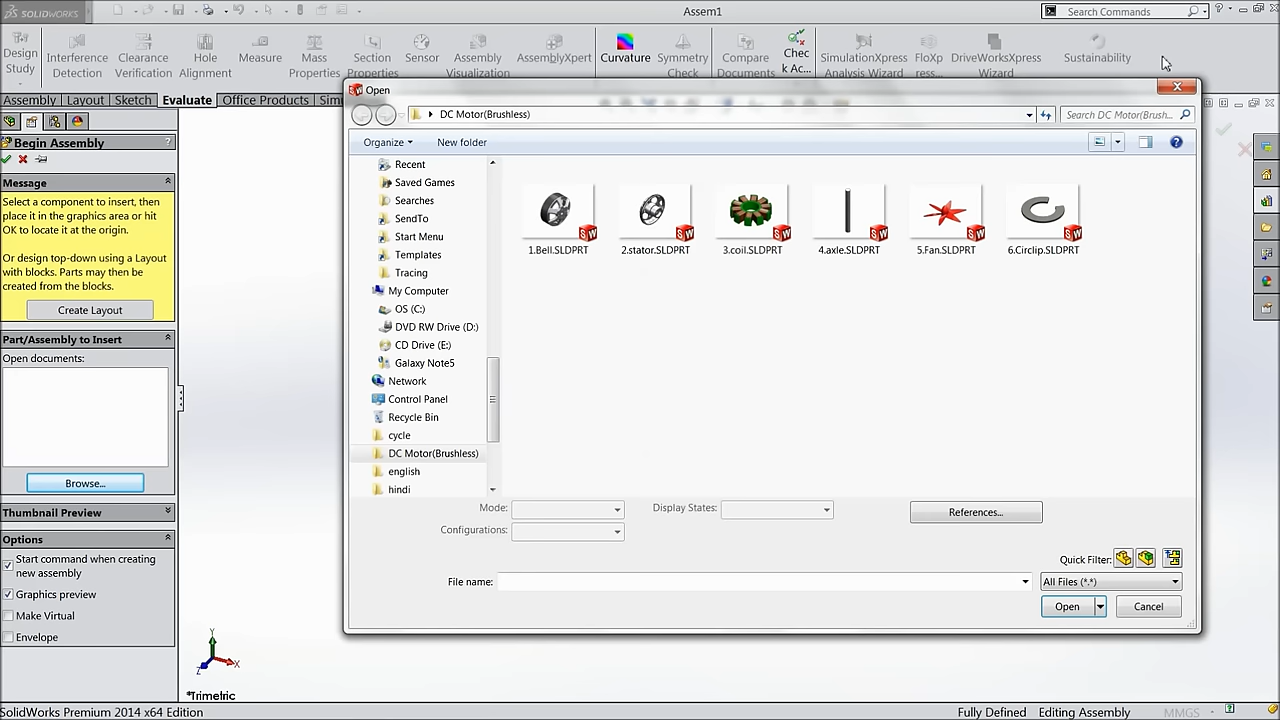 SOLIDWORKS
Assem1
Search Commands
Design Study
Interference Detection
Clearance Verification
Measure
Hole Alignment
Mass Properties
Section Properties
Sensor
Assembly Visualization
AssemblyXpert
Curvature
Symmetry Check
Compare Documents
Chec k Ac...
SimulationXpress Analysis Wizard
FloXp ress...
DriveWorksXpress Wizard
Sustainability
Assembly
Layout
Sketch
Evaluate
Office Products
Begin Assembly
?
Message
Select a component to insert, then
place it in the graphics area or hit
OK to locate it at the origin.
Or design top-down using a Layout
with blocks. Parts may then be
created from the blocks.
Create Layout
Part/Assembly to Insert
Open documents:
Browse...
Thumbnail Preview
Options
Start command when creating
new assembly
Graphics preview
Make Virtual
Envelope
Open
DC Motor(Brushless)
Search DC Motor(Brush...
Organize
New folder
Recent
Saved Games
Searches
SendTo
Start Menu
Templates
Tracing
My Computer
OS (C:)
DVD RW Drive (D:)
CD Drive (E:)
Galaxy Note5
Network
Control Panel
Recycle Bin
cycle
DC Motor(Brushless)
english
hindi
1.Bell.SLDPRT
2.stator.SLDPRT
3.coil.SLDPRT
4.axle.SLDPRT
5.Fan.SLDPRT
6.Circlip.SLDPRT
Mode:
Display States:
References...
Configurations:
Quick Filter:
File name:
All Files (*.*)
Open
Cancel
Y
X
Z
*Trimetric
SolidWorks Premium 2014 x64 Edition
Fully Defined
Editing Assembly
MMGS